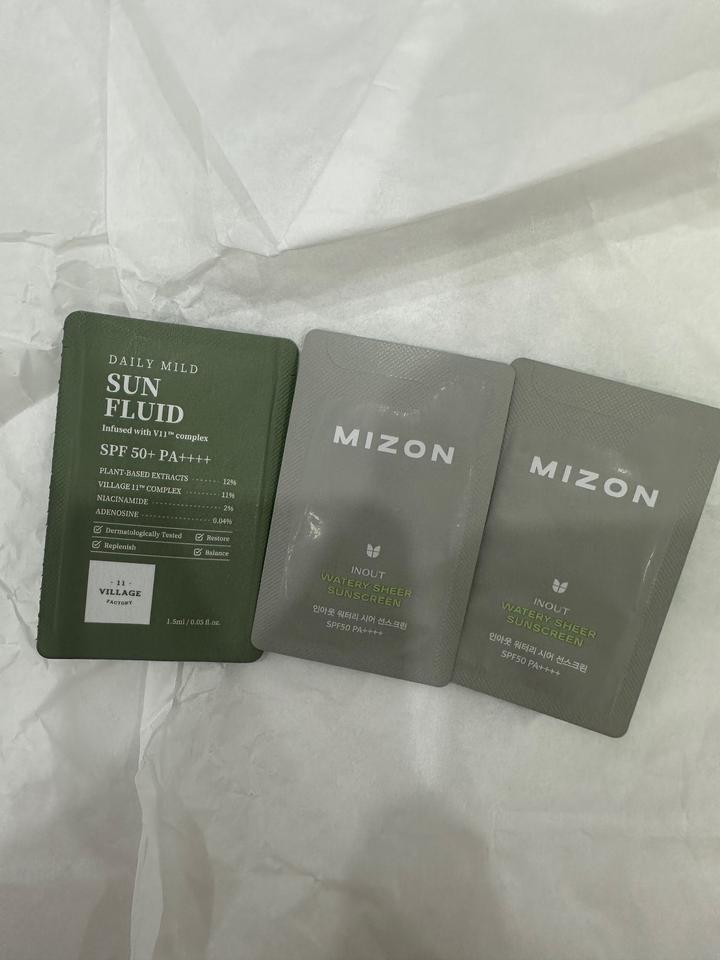 DAILY MILD
SUN
FLUID
Infused with V11™ complex
SPF 50+ PA++++
PLANT-BASED EXTRACTS 12%
VILLAGE 11™ COMPLEX 11%
NIACINAMIDE 2%
ADENOSINE 0.04%
Dermatologically Tested Restore
Replenish Balance
- 11 -
VILLAGE
FACTORY
1.5ml / 0.05 fl.oz.
MIZON
INOUT
WATERY SHEER
SUNSCREEN
인아웃 워터리 시어 선스크린
SPF50 PA++++
MIZON
INOUT
WATERY SHEER
SUNSCREEN
인아웃 워터리 시어 선스크린
SPF50 PA++++